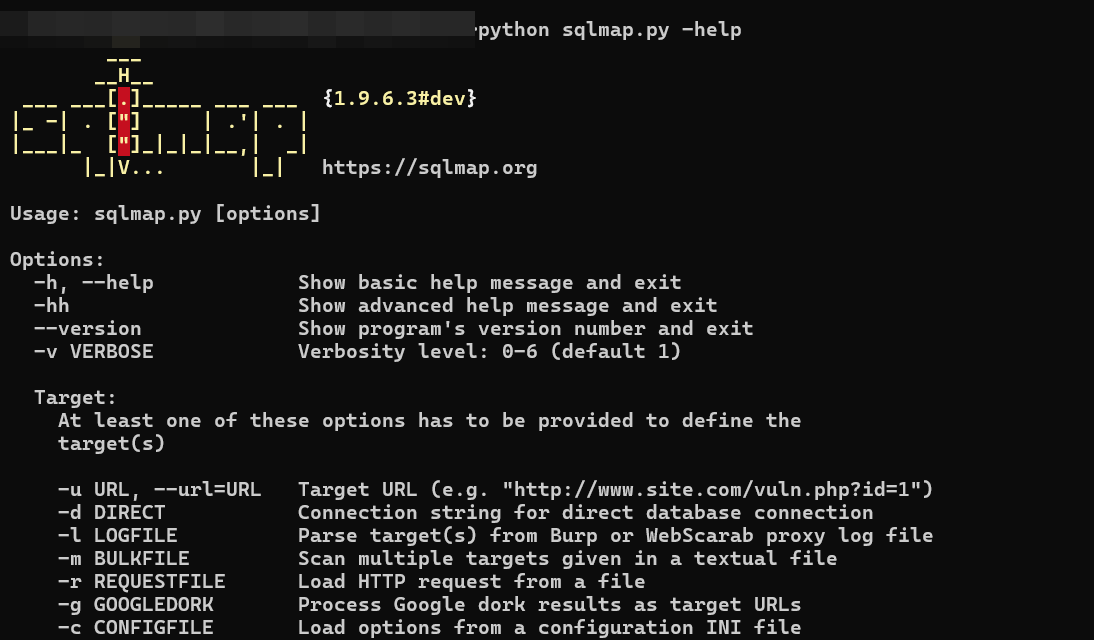 python sqlmap.py -help
___
__H__
___ ___[.]_____ ___ ___  {1.9.6.3#dev}
|_ -| . ["]     | .'| . |
|___|_  ["]_|_|_|__,|  _|
|_|V...       |_|   https://sqlmap.org
Usage: sqlmap.py [options]
Options:
-h, --help            Show basic help message and exit
-hh                   Show advanced help message and exit
--version             Show program's version number and exit
-v VERBOSE            Verbosity level: 0-6 (default 1)
Target:
At least one of these options has to be provided to define the
target(s)
-u URL, --url=URL   Target URL (e.g. "http://www.site.com/vuln.php?id=1")
-d DIRECT           Connection string for direct database connection
-l LOGFILE          Parse target(s) from Burp or WebScarab proxy log file
-m BULKFILE         Scan multiple targets given in a textual file
-r REQUESTFILE      Load HTTP request from a file
-g GOOGLEDORK       Process Google dork results as target URLs
-c CONFIGFILE       Load options from a configuration INI file